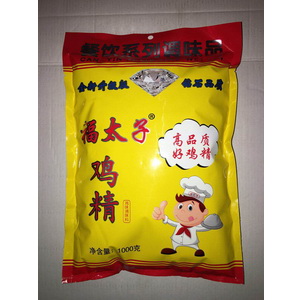 餐饮系列调味品
全新升级版
钻石品质
福太子®
鸡精
高品质
好鸡精
净含量：1000克